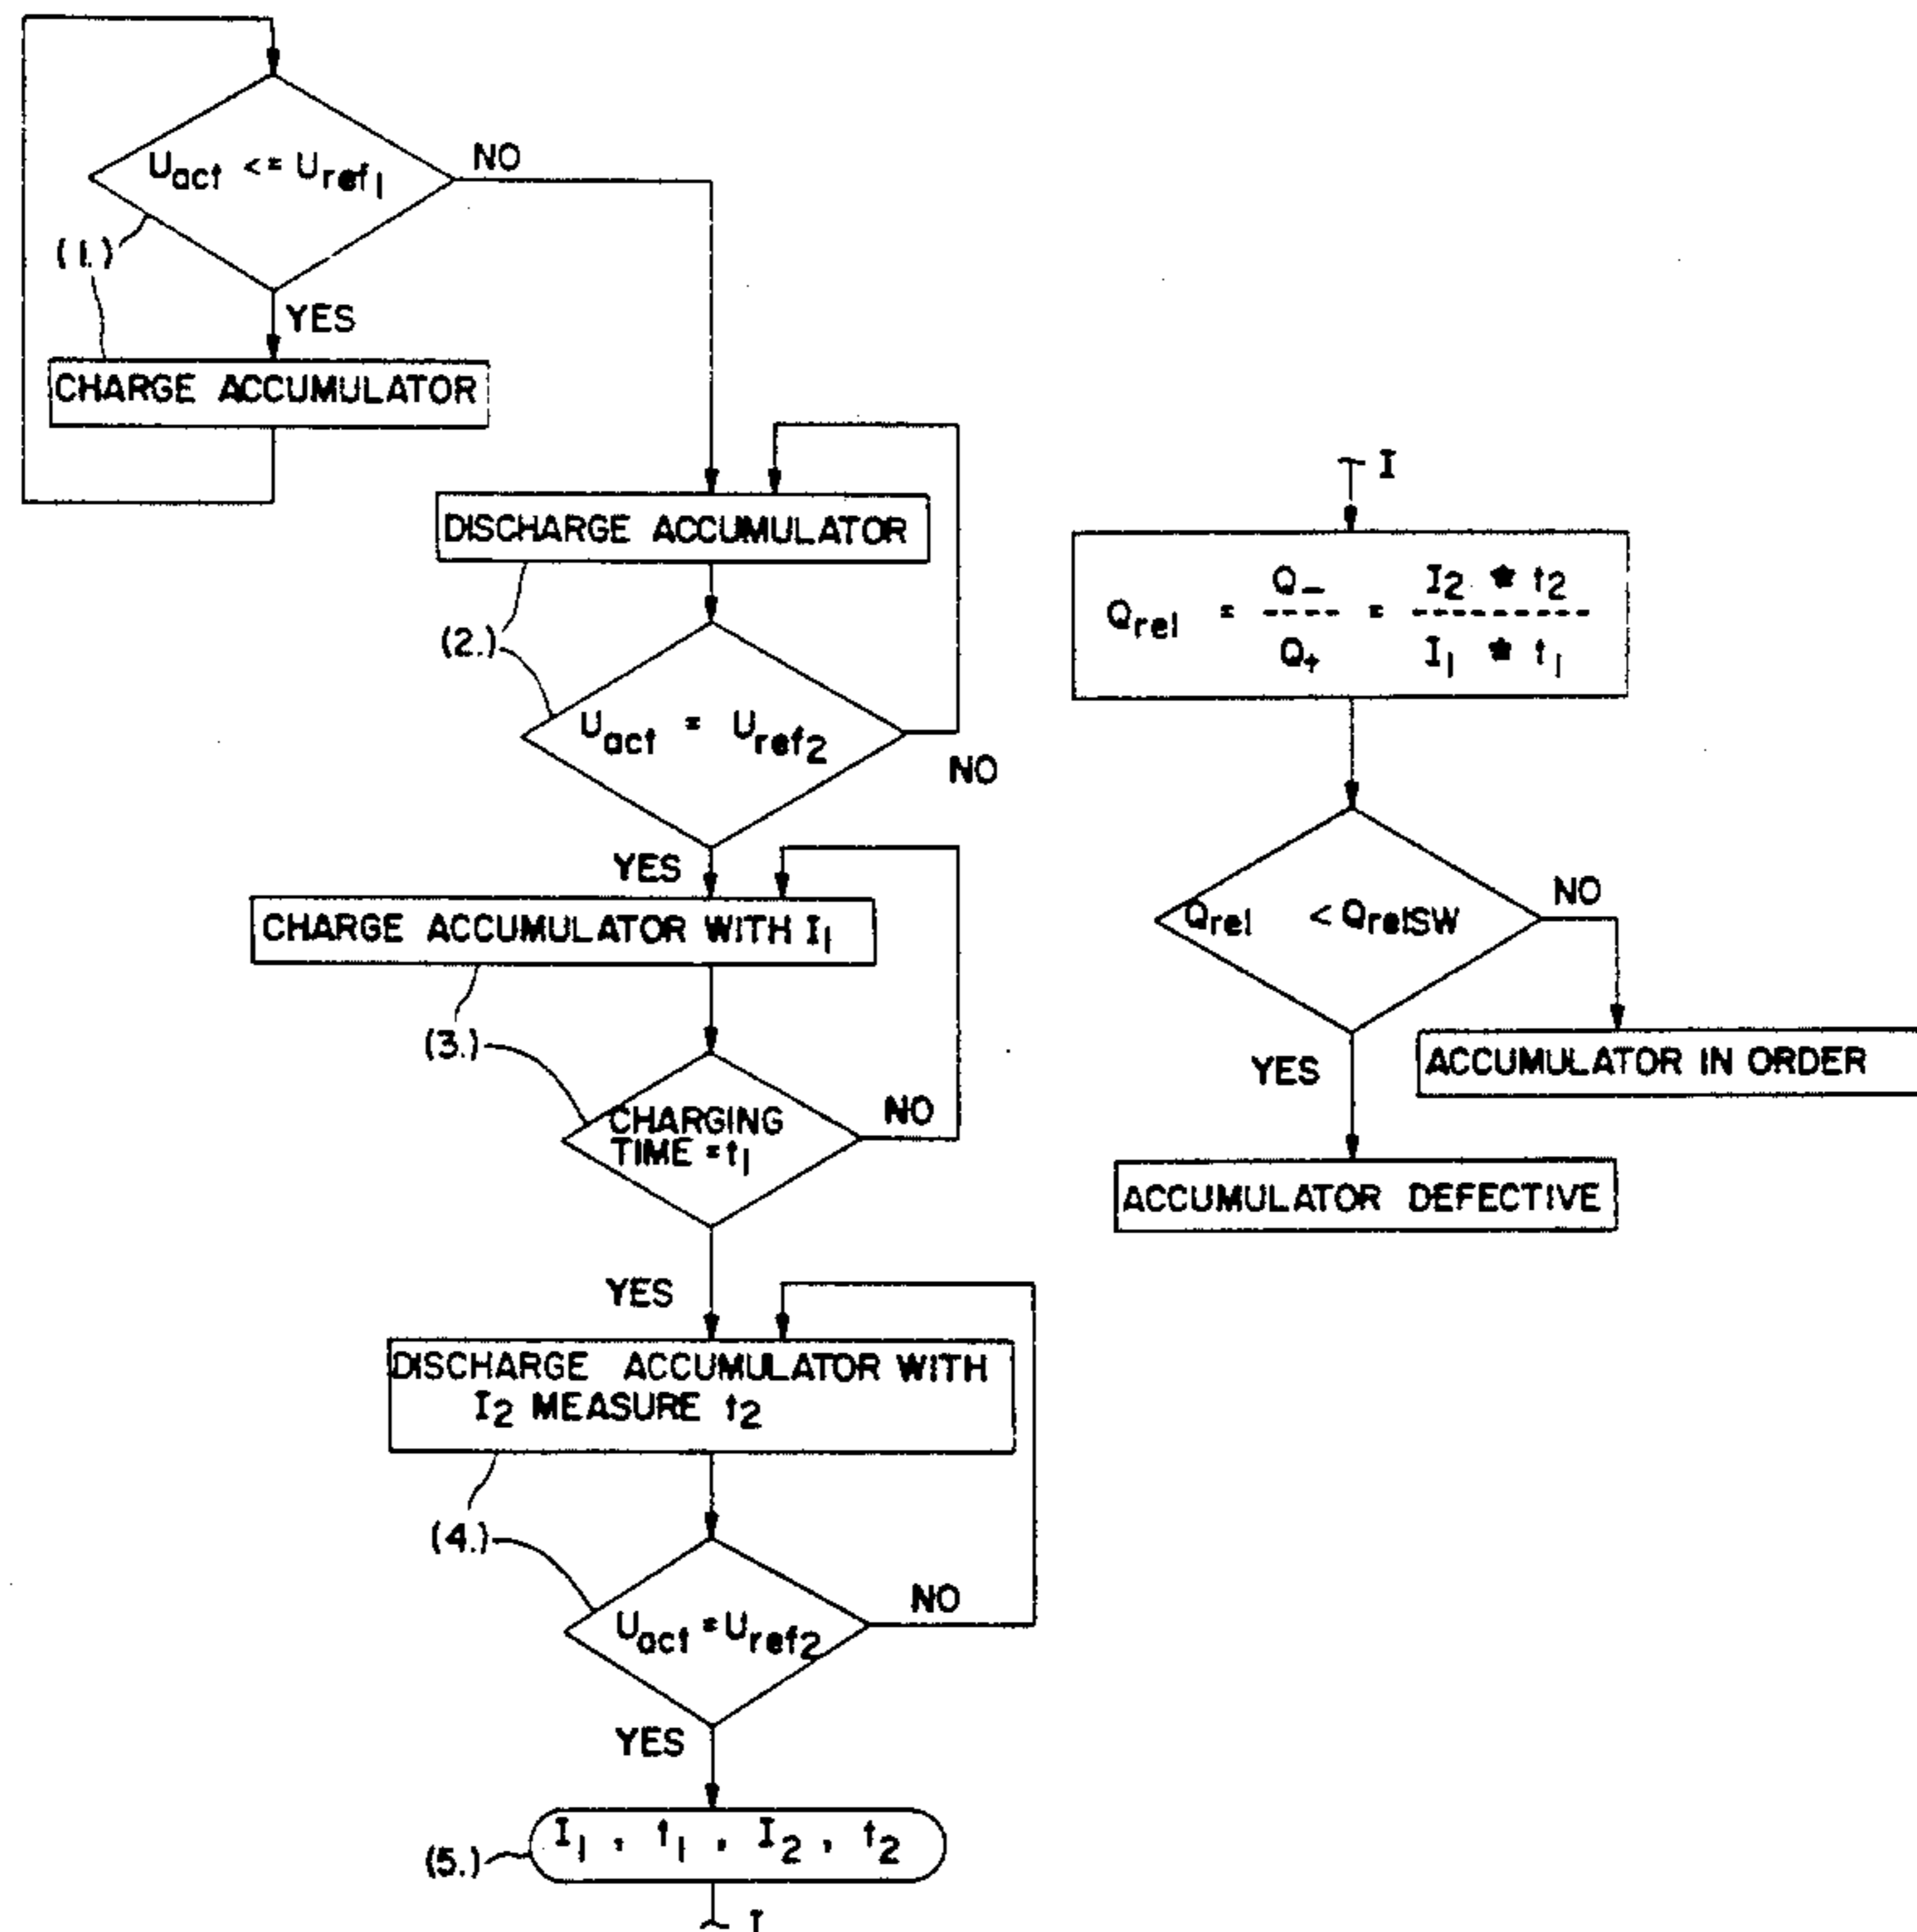 U_act <= U_ref1
NO
(1.)
YES
CHARGE ACCUMULATOR
DISCHARGE ACCUMULATOR
(2.)
U_act = U_ref2
NO
YES
CHARGE ACCUMULATOR WITH I1
(3.)
CHARGING
TIME = t1
NO
YES
DISCHARGE ACCUMULATOR WITH
I2 MEASURE t2
(4.)
U_act = U_ref2
NO
YES
I1, t1, I2, t2
(5.)
I
I
Q_rel = Q- / Q+ = I2 * t2 / I1 * t1
Q_rel < Q_relSW
NO
YES
ACCUMULATOR IN ORDER
ACCUMULATOR DEFECTIVE